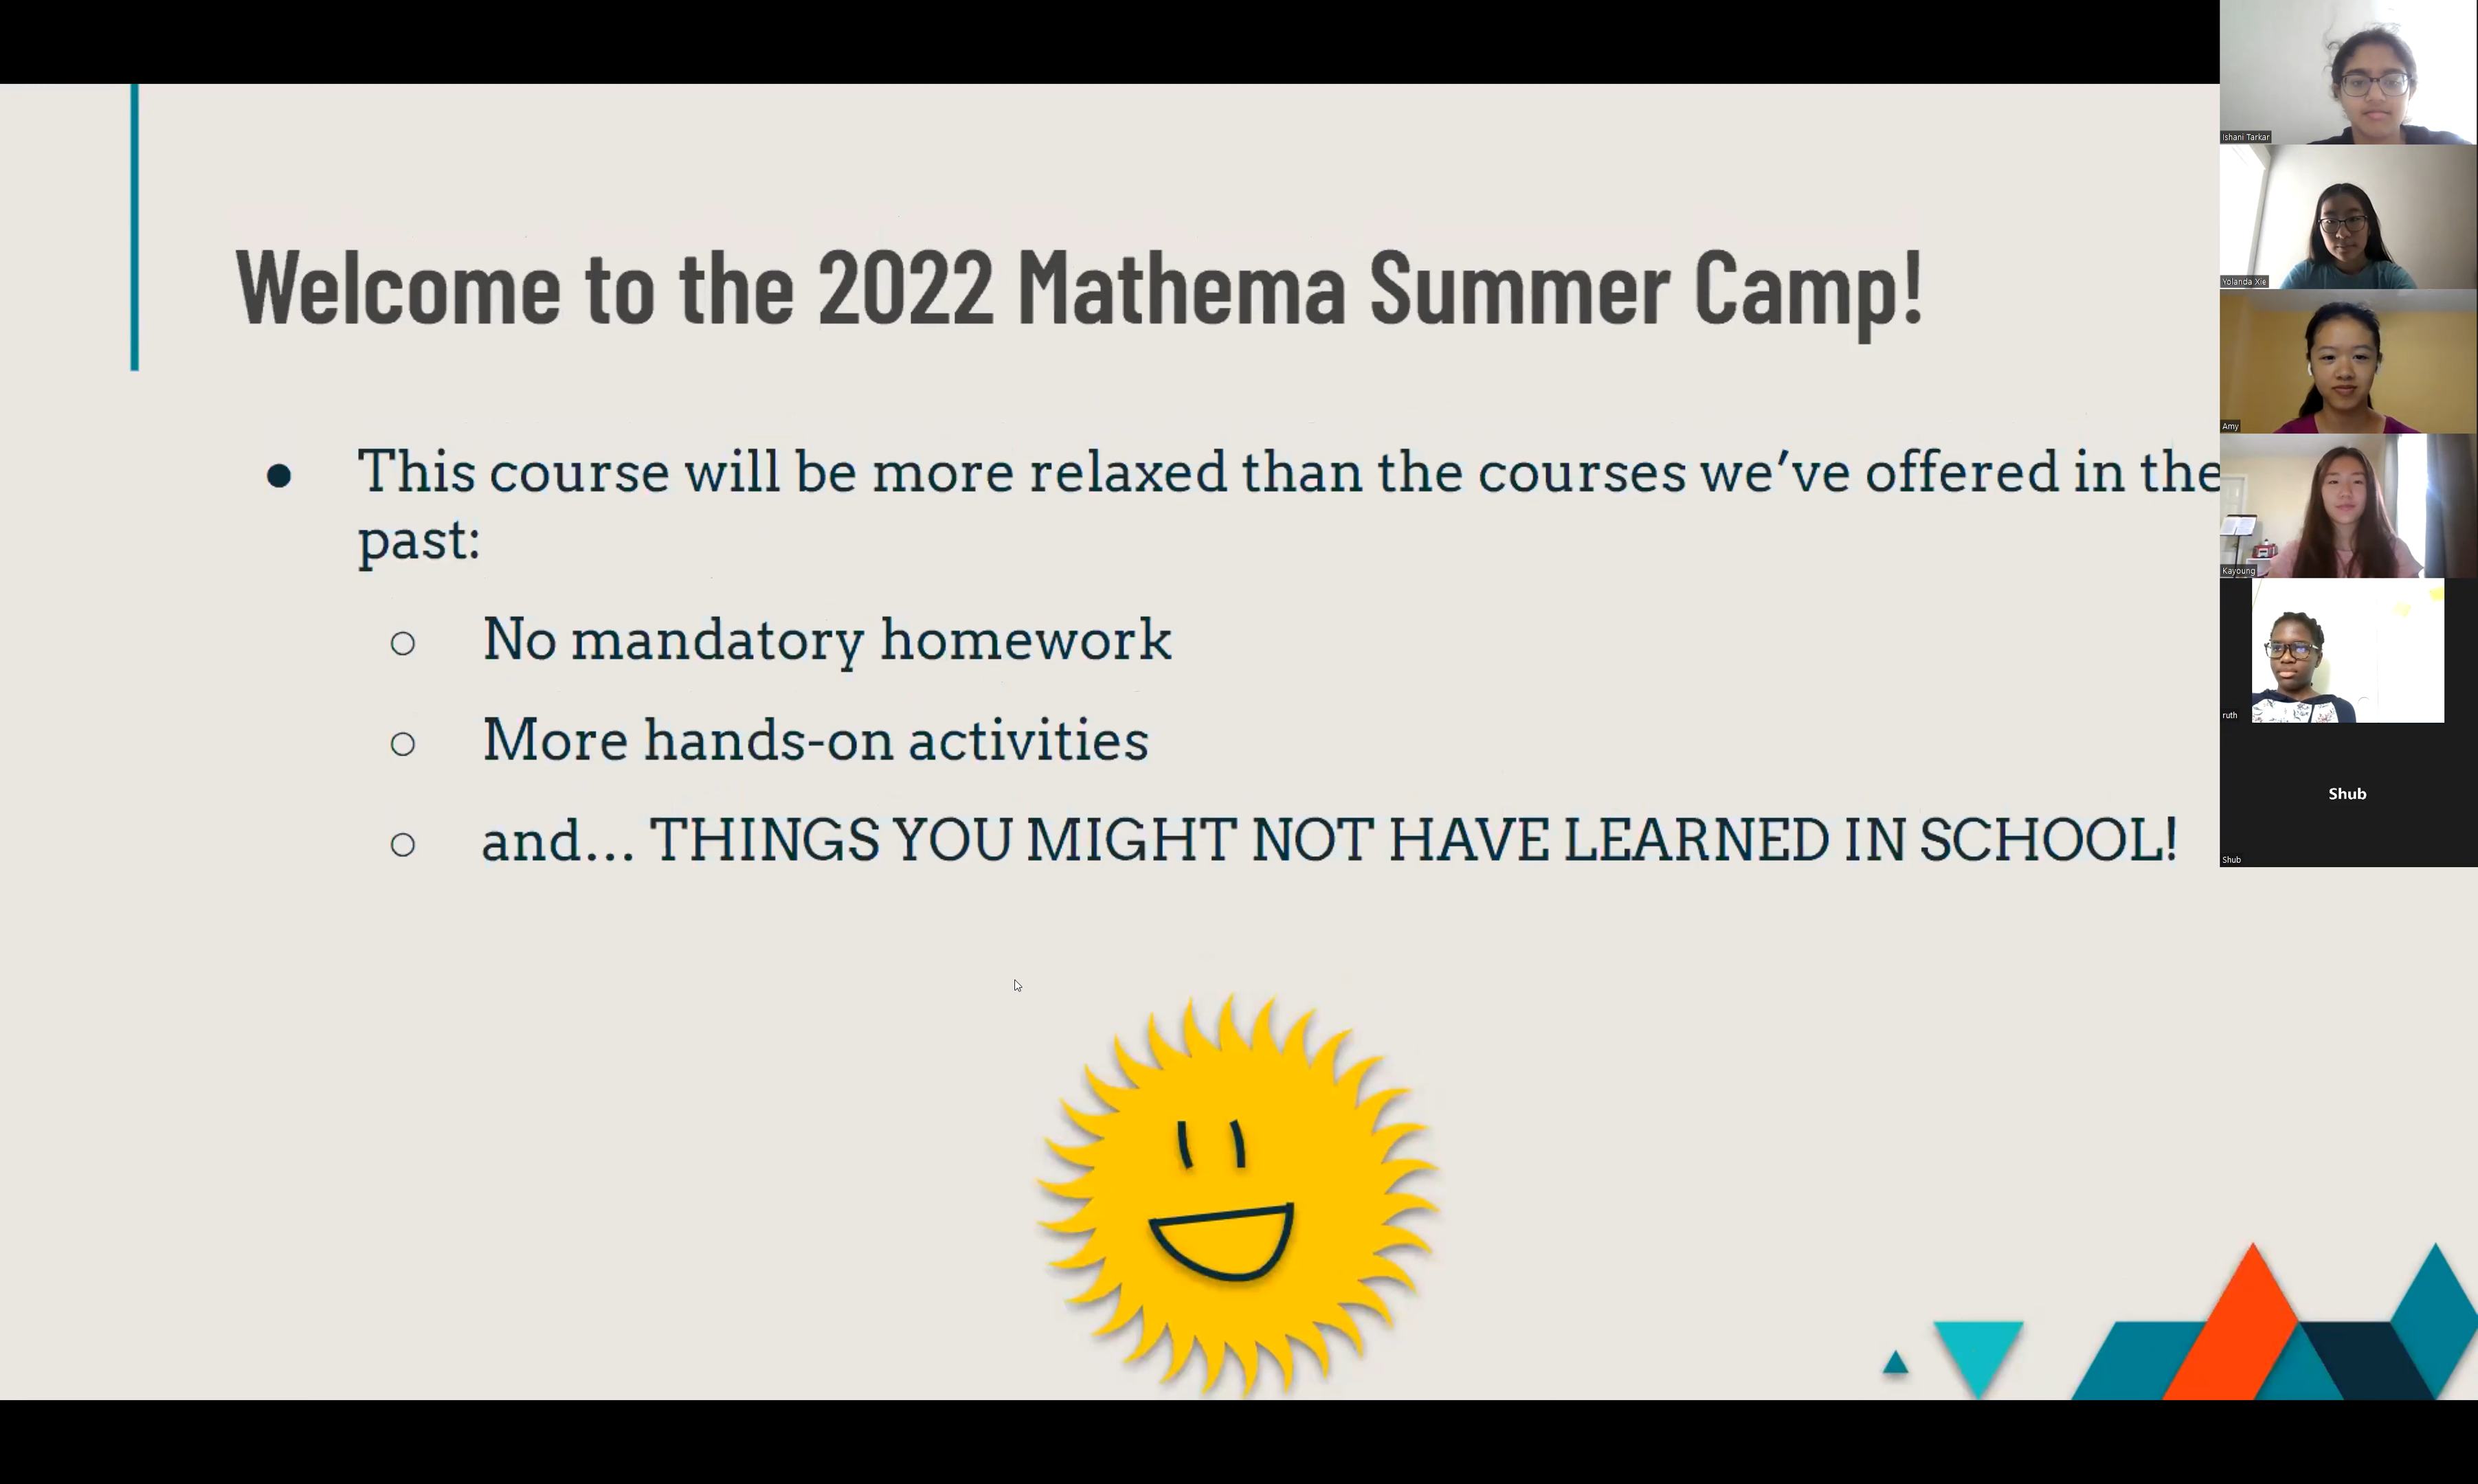 Welcome to the 2022 Mathema Summer Camp!
● This course will be more relaxed than the courses we’ve offered in the
past:
○ No mandatory homework
○ More hands-on activities
○ and... THINGS YOU MIGHT NOT HAVE LEARNED IN SCHOOL!
Ishani Tarkar
Yolanda Xie
Amy
Kayoung
ruth
Shub
Shub